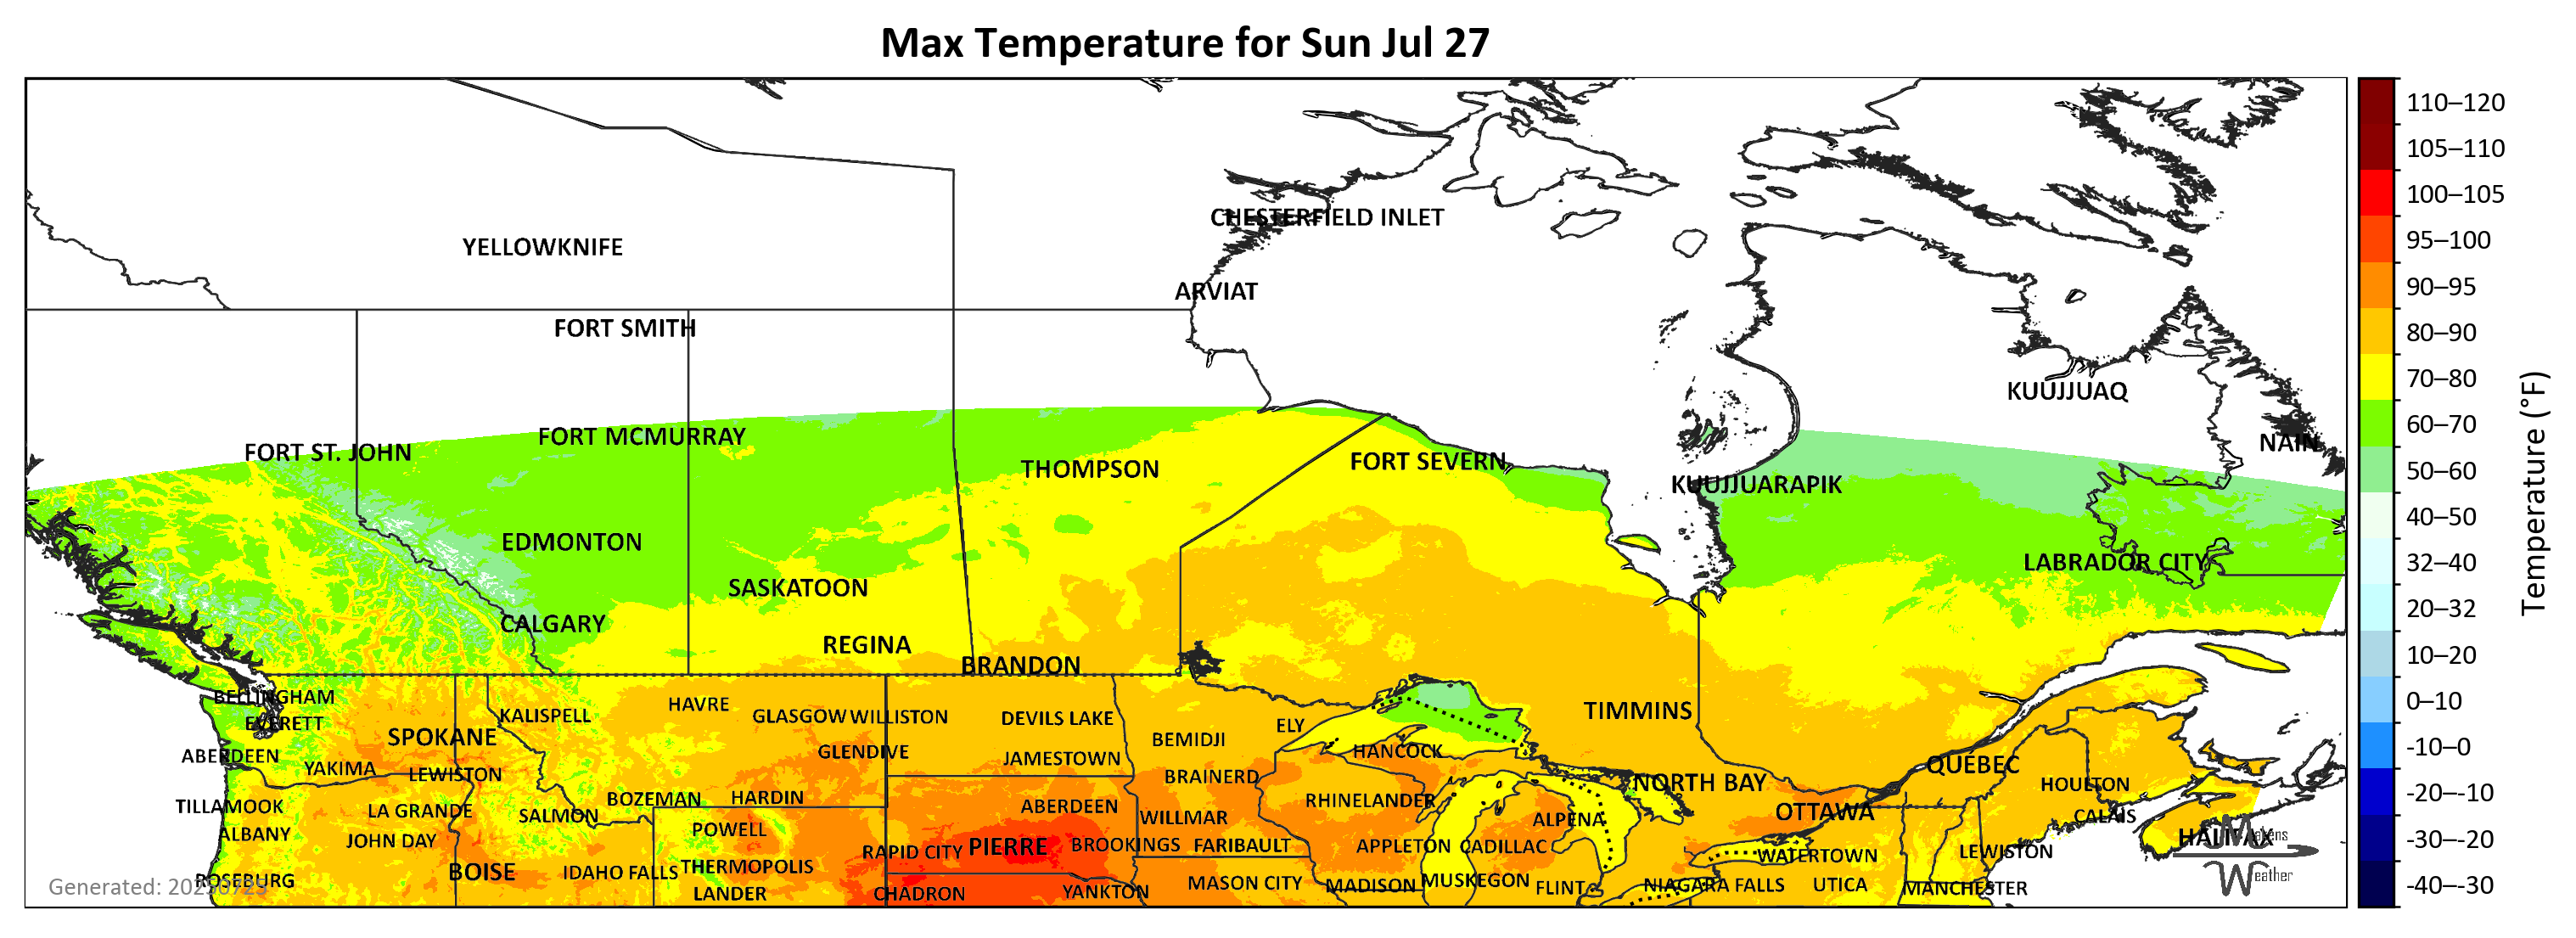 Max Temperature for Sun Jul 27
CHESTERFIELD INLET
YELLOWKNIFE
ARVIAT
FORT SMITH
KUUJJUAQ
FORT MCMURRAY
FORT ST. JOHN
NAIN
THOMPSON
FORT SEVERN
KUUJJUARAPIK
EDMONTON
LABRADOR CITY
SASKATOON
CALGARY
REGINA
BRANDON
BELLINGHAM
HAVRE
KALISPELL
GLASGOW
WILLISTON
DEVILS LAKE
TIMMINS
EVERETT
ELY
SPOKANE
BEMIDJI
GLENDIVE
HANCOCK
ABERDEEN
JAMESTOWN
QUÉBEC
YAKIMA
LEWISTON
BRAINERD
NORTH BAY
HOULTON
BOZEMAN
HARDIN
RHINELANDER
TILLAMOOK
LA GRANDE
SALMON
ABERDEEN
WILLMAR
ALPENA
OTTAWA
CALAIS
ALBANY
JOHN DAY
POWELL
HALIFAX
RAPID CITY
PIERRE
BROOKINGS
FARIBAULT
APPLETON
CADILLAC
WATERTOWN
LEWISTON
BOISE
IDAHO FALLS
THERMOPOLIS
ROSEBURG
MASON CITY
MADISON
MUSKEGON
FLINT
NIAGARA FALLS
UTICA
MANCHESTER
LANDER
CHADRON
YANKTON
Generated: 20250725
Makens
Weather
110–120
105–110
100–105
95–100
90–95
80–90
70–80
60–70
50–60
40–50
32–40
20–32
10–20
0–10
-10–0
-20–-10
-30–-20
-40–-30
Temperature (°F)